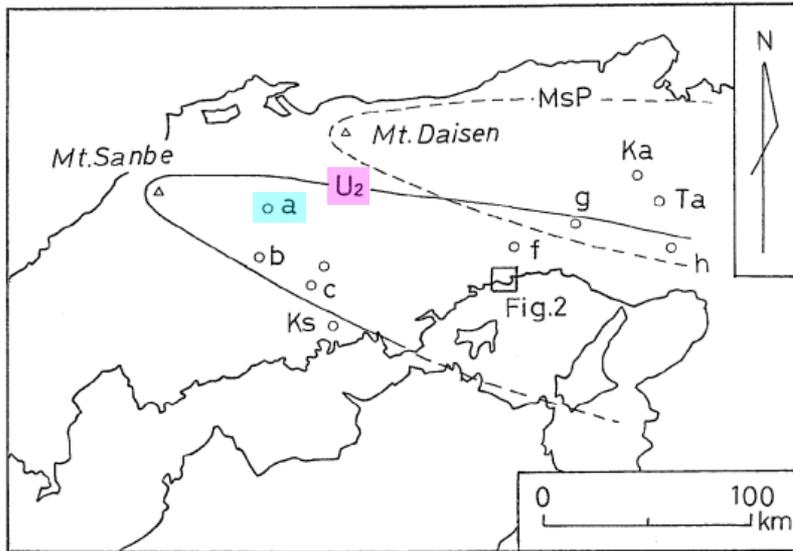 N
MsP
Mt.Daisen
Mt.Sanbe
Ka
U₂
Ta
a
g
b
f
h
c
Fig.2
Ks
0 100
km